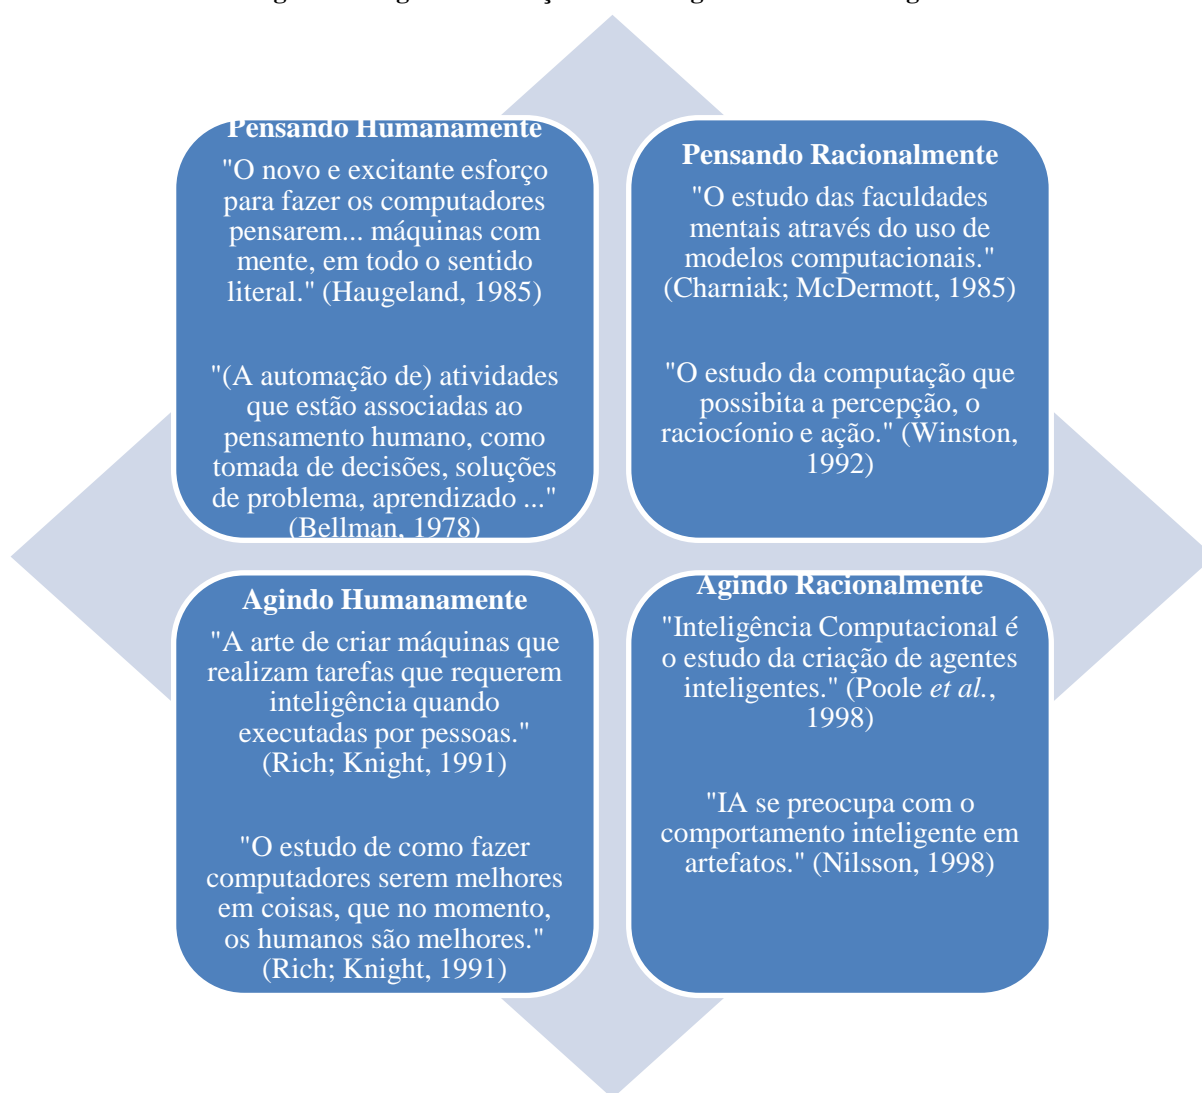 Pensando Humanamente
"O novo e excitante esforço
para fazer os computadores
pensarem... máquinas com
mente, em todo o sentido
literal." (Haugeland, 1985)
"(A automação de) atividades
que estão associadas ao
pensamento humano, como
tomada de decisões, soluções
de problema, aprendizado ..."
(Bellman, 1978)
Pensando Racionalmente
"O estudo das faculdades
mentais através do uso de
modelos computacionais."
(Charniak; McDermott, 1985)
"O estudo da computação que
possibita a percepção, o
raciocíonio e ação." (Winston,
1992)
Agindo Humanamente
"A arte de criar máquinas que
realizam tarefas que requerem
inteligência quando
executadas por pessoas."
(Rich; Knight, 1991)
"O estudo de como fazer
computadores serem melhores
em coisas, que no momento,
os humanos são melhores."
(Rich; Knight, 1991)
Agindo Racionalmente
"Inteligência Computacional é
o estudo da criação de agentes
inteligentes." (Poole et al.,
1998)
"IA se preocupa com o
comportamento inteligente em
artefatos." (Nilsson, 1998)